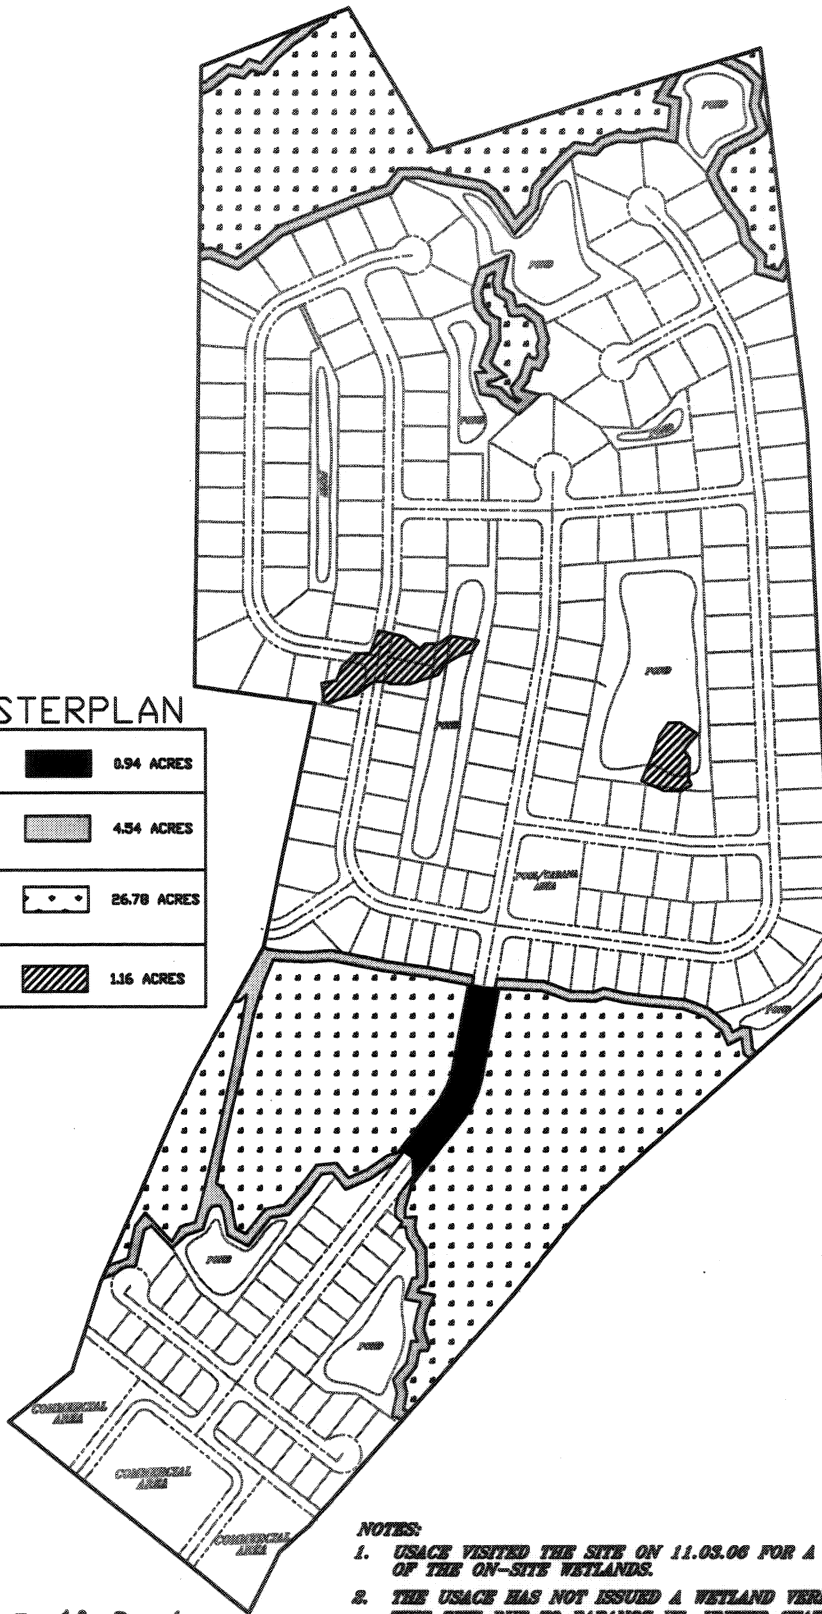 POND
POND
POND
POND
POND
STERPLAN
0.94 ACRES
4.54 ACRES
26.78 ACRES
1.16 ACRES
POND
POND
POOL/CABANA
AREA
POND
POND
POND
COMMERCIAL
AREA
COMMERCIAL
AREA
COMMERCIAL
AREA
NOTES:
1. USACE VISITED THE SITE ON 11.03.06 FOR A
OF THE ON-SITE WETLANDS.
2. THE USACE HAS NOT ISSUED A WETLAND